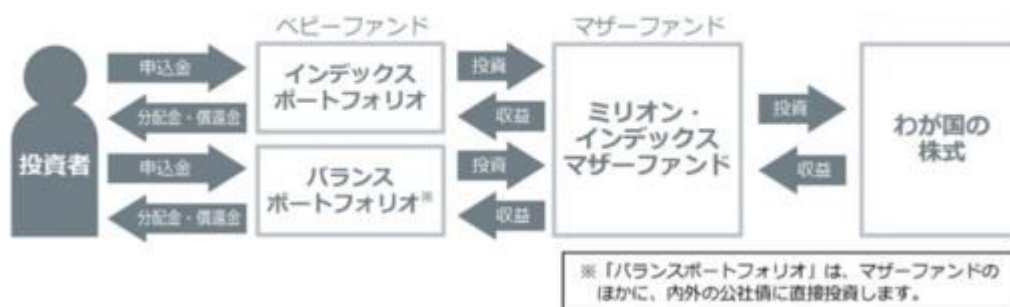 ベビーファンド
マザーファンド
投資者
申込金
分配金・償還金
申込金
分配金・償還金
インデックス
ポートフォリオ
バランス
ポートフォリオ※
投資
収益
投資
収益
ミリオン・
インデックス
マザーファンド
投資
収益
わが国の
株式
※「バランスポートフォリオ」は、マザーファンドの
ほかに、内外の公社債に直接投資します。